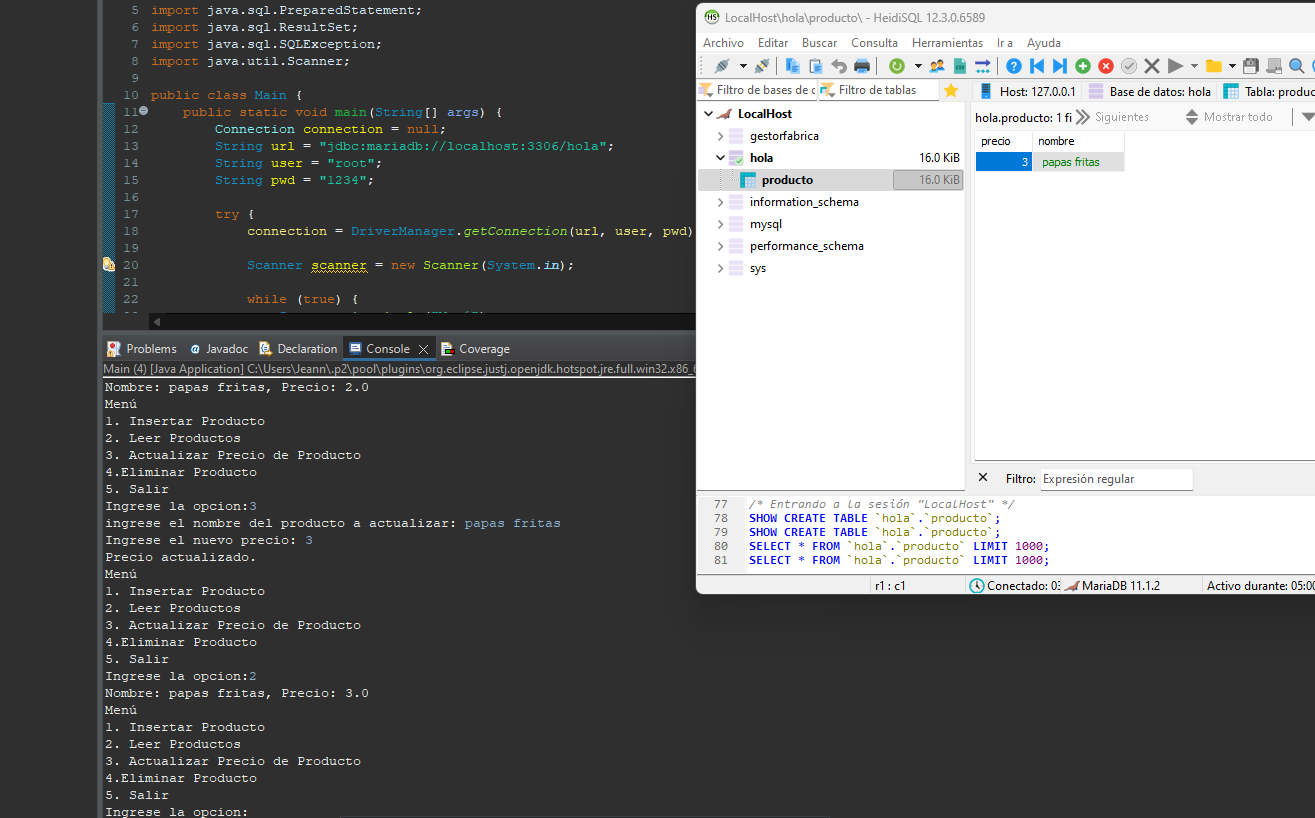 5 import java.sql.PreparedStatement;
6 import java.sql.ResultSet;
7 import java.sql.SQLException;
8 import java.util.Scanner;
9
10 public class Main {
11 public static void main(String[] args) {
12 Connection connection = null;
13 String url = "jdbc:mariadb://localhost:3306/hola";
14 String user = "root";
15 String pwd = "1234";
16
17 try {
18 connection = DriverManager.getConnection(url, user, pwd)
19
20 Scanner scanner = new Scanner(System.in);
21
22 while (true) {
Problems @ Javadoc Declaration Console Coverage
Main (4) [Java Application] C:\Users\Jeann\.p2\pool\plugins\org.eclipse.justj.openjdk.hotspot.jre.full.win32.x86_6
Nombre: papas fritas, Precio: 2.0
Menú
1. Insertar Producto
2. Leer Productos
3. Actualizar Precio de Producto
4.Eliminar Producto
5. Salir
Ingrese la opcion:3
ingrese el nombre del producto a actualizar: papas fritas
Ingrese el nuevo precio: 3
Precio actualizado.
Menú
1. Insertar Producto
2. Leer Productos
3. Actualizar Precio de Producto
4.Eliminar Producto
5. Salir
Ingrese la opcion:2
Nombre: papas fritas, Precio: 3.0
Menú
1. Insertar Producto
2. Leer Productos
3. Actualizar Precio de Producto
4.Eliminar Producto
5. Salir
Ingrese la opcion:
HS LocalHost\hola\producto\ - HeidiSQL 12.3.0.6589
Archivo Editar Buscar Consulta Herramientas Ir a Ayuda
Filtro de bases de d Filtro de tablas Host: 127.0.0.1 Base de datos: hola Tabla: produc
LocalHost
gestorfabrica
hola 16.0 KiB
producto 16.0 KiB
information_schema
mysql
performance_schema
sys
hola.producto: 1 fi Siguientes Mostrar todo
precio nombre
3 papas fritas
Filtro: Expresión regular
77 /* Entrando a la sesión "LocalHost" */
78 SHOW CREATE TABLE `hola`.`producto`;
79 SHOW CREATE TABLE `hola`.`producto`;
80 SELECT * FROM `hola`.`producto` LIMIT 1000;
81 SELECT * FROM `hola`.`producto` LIMIT 1000;
r1 : c1 Conectado: 03 MariaDB 11.1.2 Activo durante: 05:00